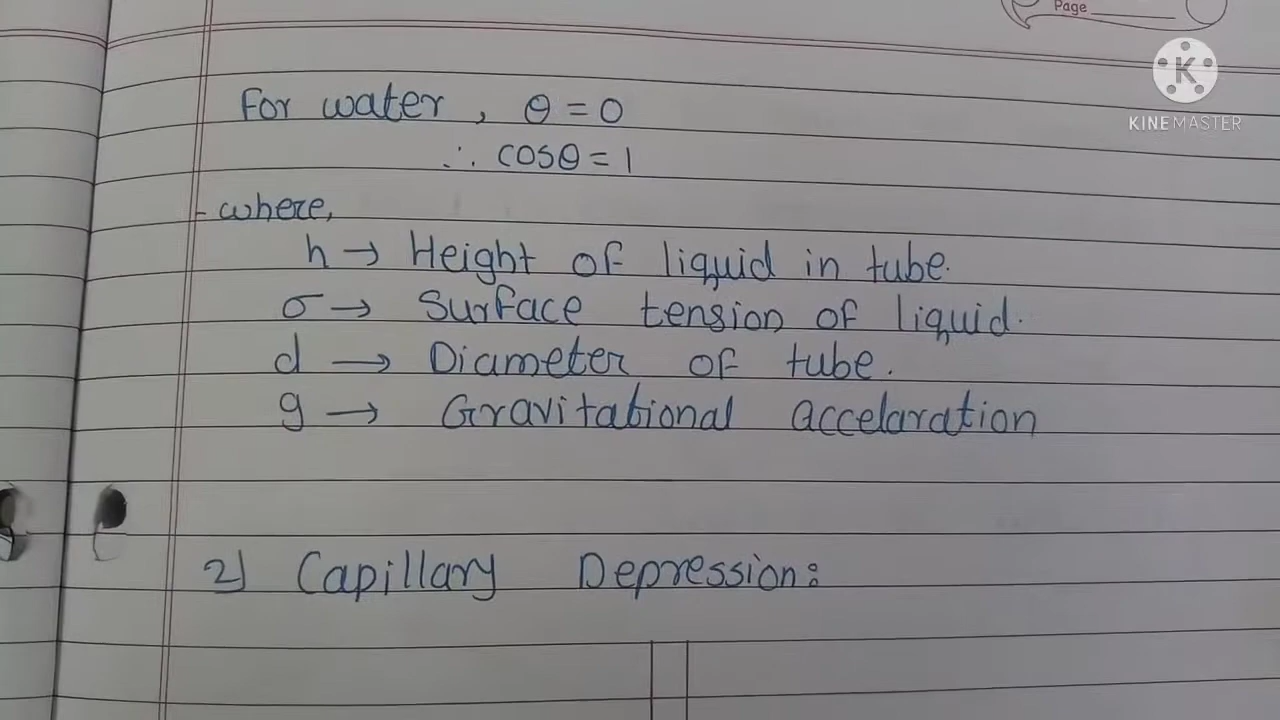 Page
KINEMASTER
For water, θ = 0
∴ cosθ = 1
- where,
h → Height of liquid in tube.
σ → Surface tension of liquid.
d → Diameter of tube.
g → Gravitational accelaration
2) Capillary Depression: